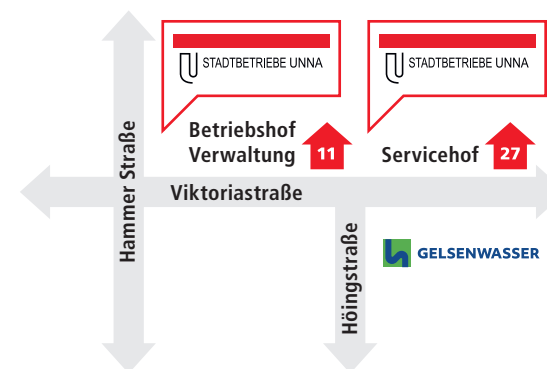 STADTBETRIEBE UNNA
STADTBETRIEBE UNNA
Betriebshof
Verwaltung 11
Servicehof 27
Hammer Straße
Viktoriastraße
Höingstraße
GELSENWASSER